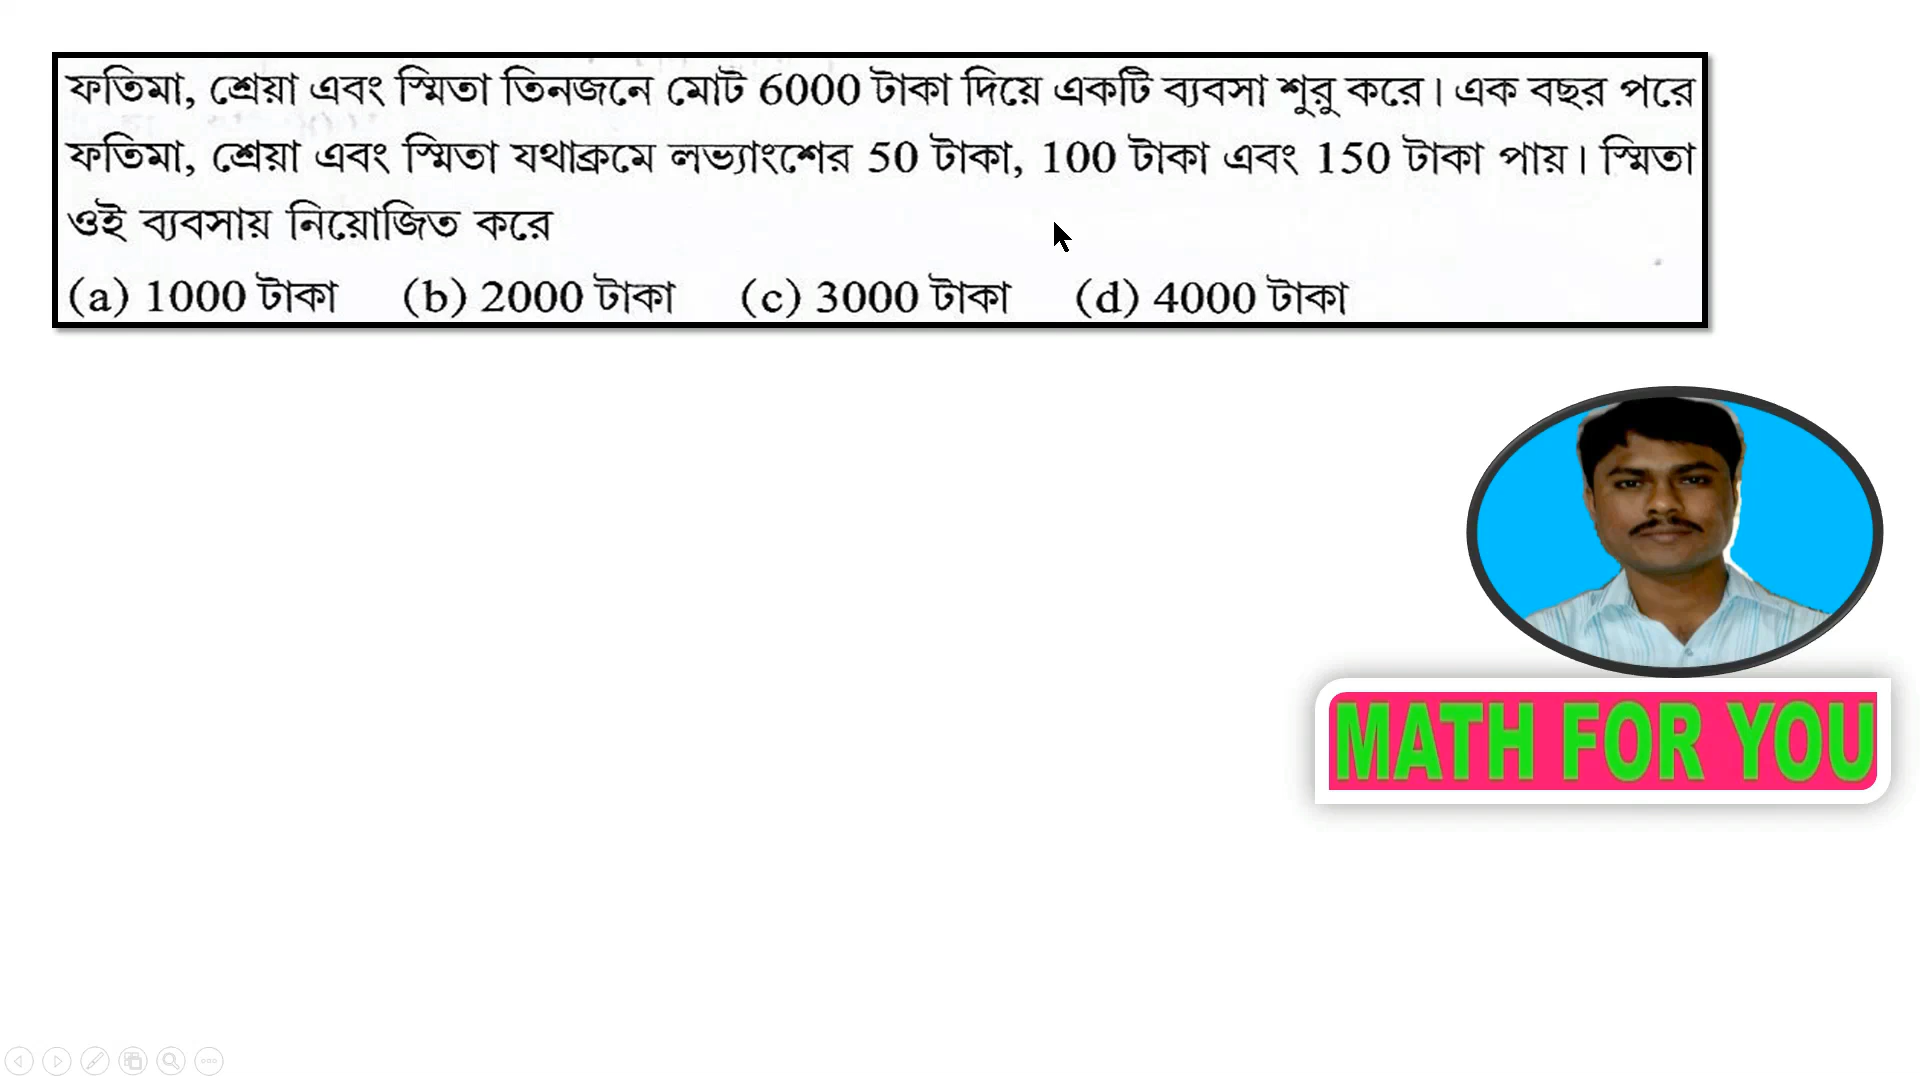 ফতিমা, শ্রেয়া এবং স্মিতা তিনজনে মোট 6000 টাকা দিয়ে একটি ব্যবসা শুরু করে। এক বছর পরে
ফতিমা, শ্রেয়া এবং স্মিতা যথাক্রমে লভ্যাংশের 50 টাকা, 100 টাকা এবং 150 টাকা পায়। স্মিতা
ওই ব্যবসায় নিয়োজিত করে
(a) 1000 টাকা (b) 2000 টাকা (c) 3000 টাকা (d) 4000 টাকা
MATH FOR YOU